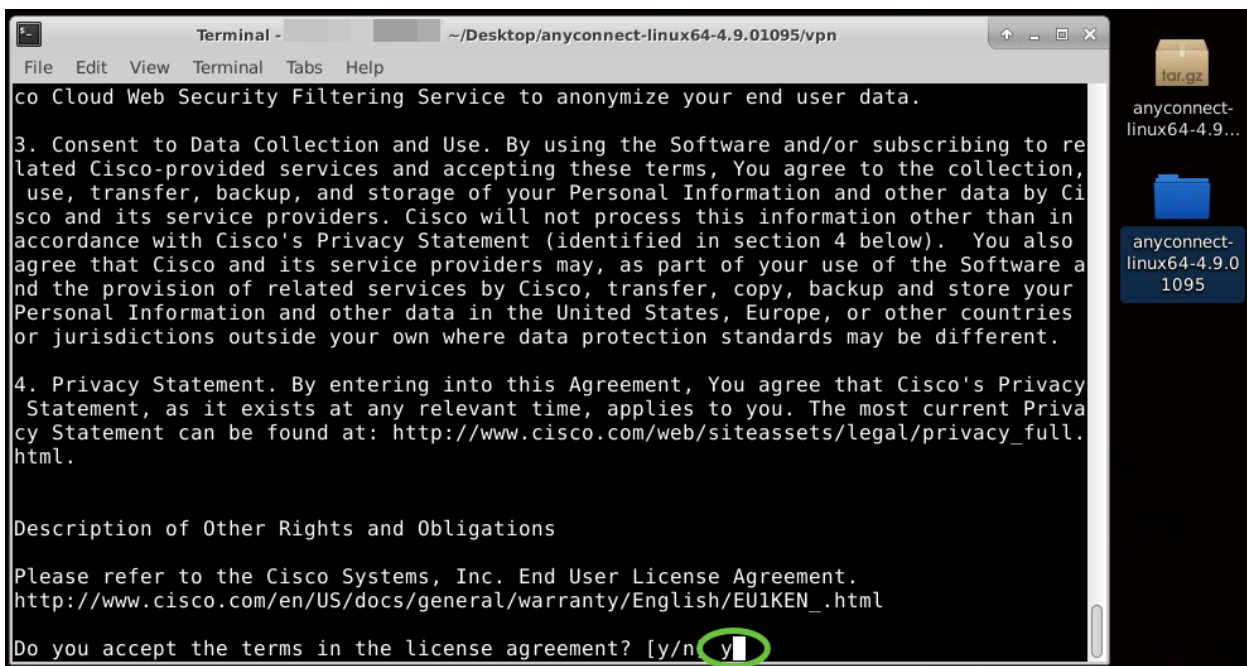 Terminal - ~/Desktop/anyconnect-linux64-4.9.01095/vpn
File Edit View Terminal Tabs Help
co Cloud Web Security Filtering Service to anonymize your end user data.
3. Consent to Data Collection and Use. By using the Software and/or subscribing to re
lated Cisco-provided services and accepting these terms, You agree to the collection,
use, transfer, backup, and storage of your Personal Information and other data by Ci
sco and its service providers. Cisco will not process this information other than in
accordance with Cisco's Privacy Statement (identified in section 4 below).  You also
agree that Cisco and its service providers may, as part of your use of the Software a
nd the provision of related services by Cisco, transfer, copy, backup and store your
Personal Information and other data in the United States, Europe, or other countries
or jurisdictions outside your own where data protection standards may be different.
4. Privacy Statement. By entering into this Agreement, You agree that Cisco's Privacy
Statement, as it exists at any relevant time, applies to you. The most current Priva
cy Statement can be found at: http://www.cisco.com/web/siteassets/legal/privacy_full.
html.
Description of Other Rights and Obligations
Please refer to the Cisco Systems, Inc. End User License Agreement.
http://www.cisco.com/en/US/docs/general/warranty/English/EU1KEN_.html
Do you accept the terms in the license agreement? [y/n y
tar.gz
anyconnect-
linux64-4.9...
anyconnect-
linux64-4.9.0
1095